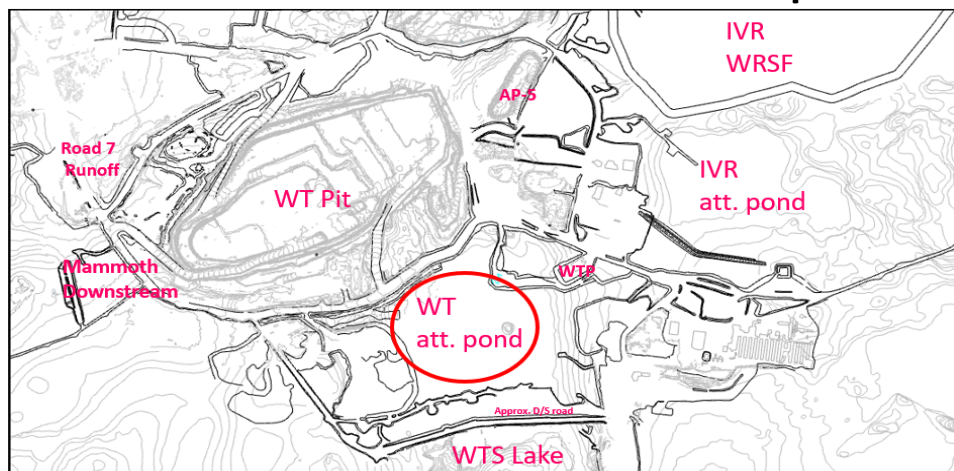 IVR
WRSF
AP-5
Road 7
Runoff
IVR
att. pond
WT Pit
Mammoth
Downstream
WTP
WT
att. pond
Approx. D/S road
WTS Lake